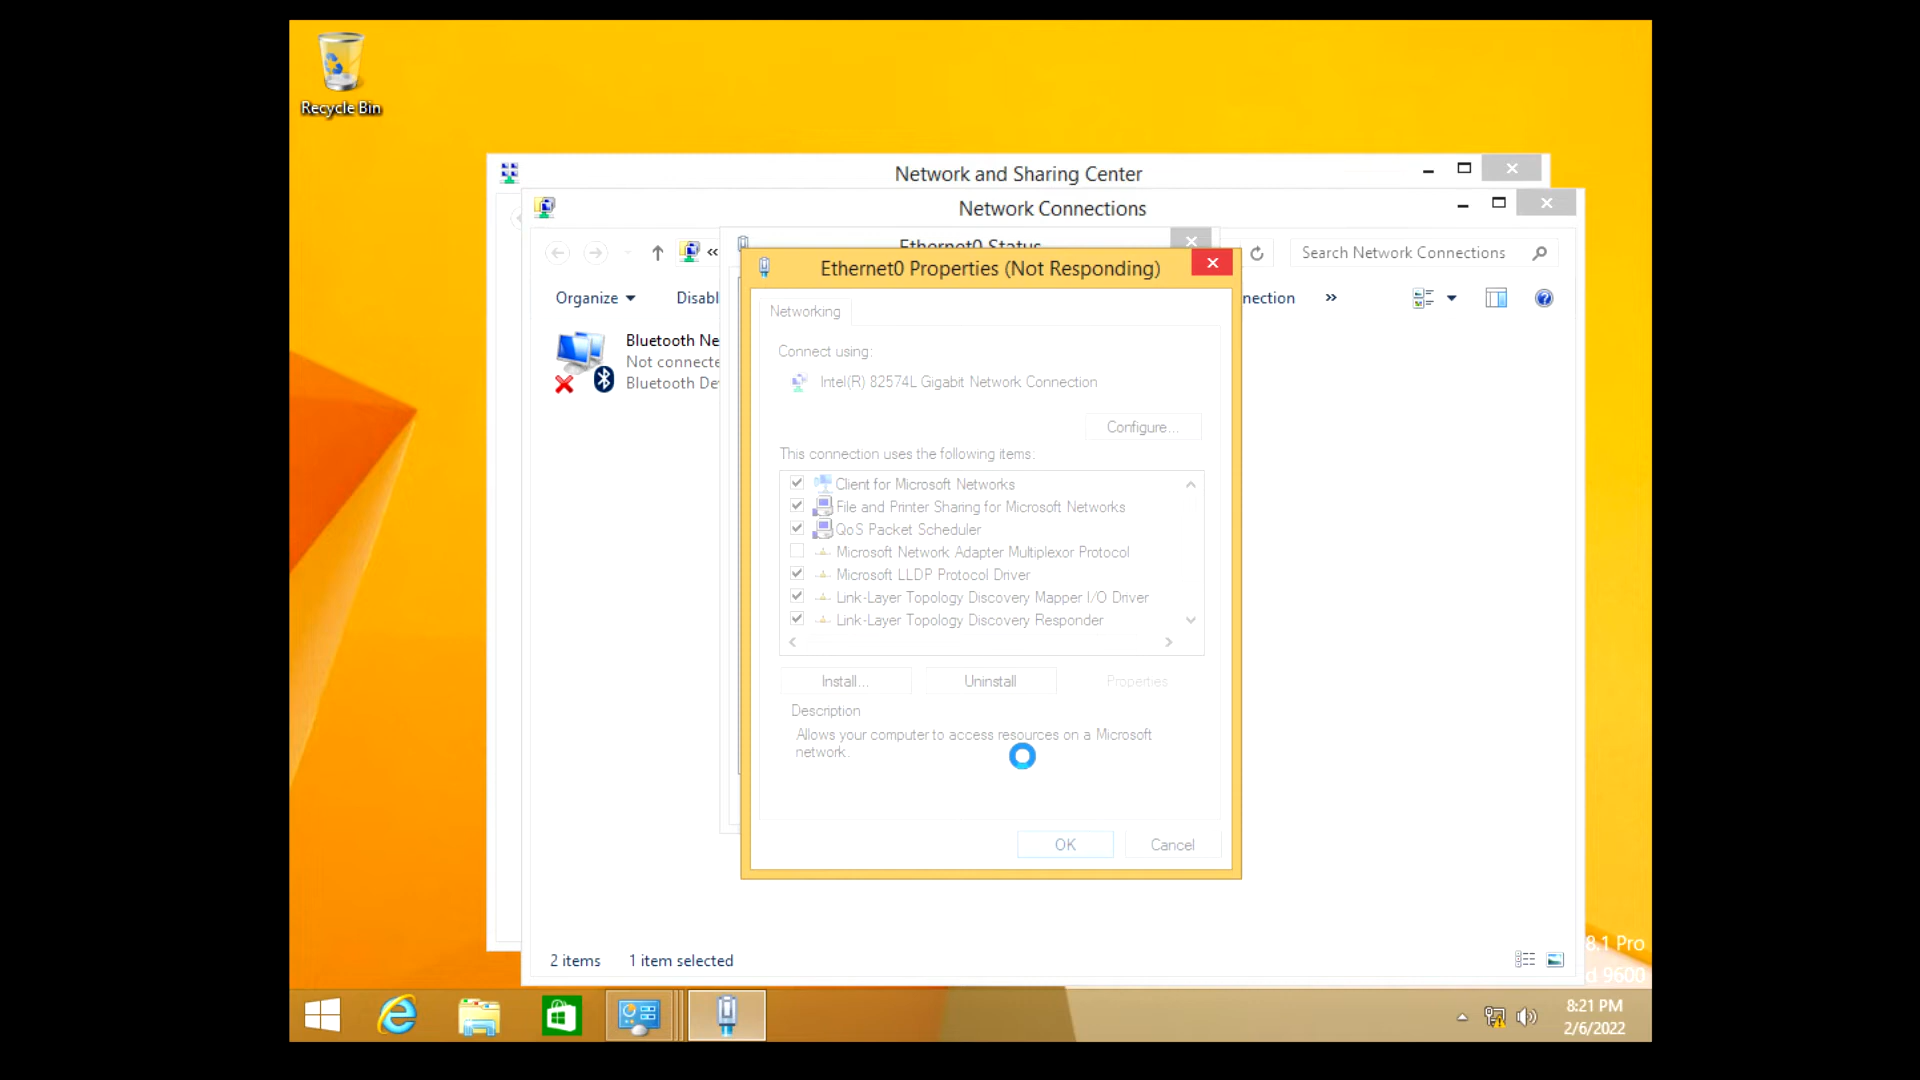 Recycle Bin
Network and Sharing Center
Network Connections
Ethernet0 Status
Search Network Connections
Ethernet0 Properties (Not Responding)
Organize
Disabl
nection
Networking
Bluetooth Ne
Not connecte
Bluetooth De
Connect using:
Intel(R) 82574L Gigabit Network Connection
Configure...
This connection uses the following items:
Client for Microsoft Networks
File and Printer Sharing for Microsoft Networks
QoS Packet Scheduler
Microsoft Network Adapter Multiplexor Protocol
Microsoft LLDP Protocol Driver
Link-Layer Topology Discovery Mapper I/O Driver
Link-Layer Topology Discovery Responder
Install...
Uninstall
Properties
Description
Allows your computer to access resources on a Microsoft
network.
OK
Cancel
8.1 Pro
2 items
1 item selected
d 9600
8:21 PM
2/6/2022